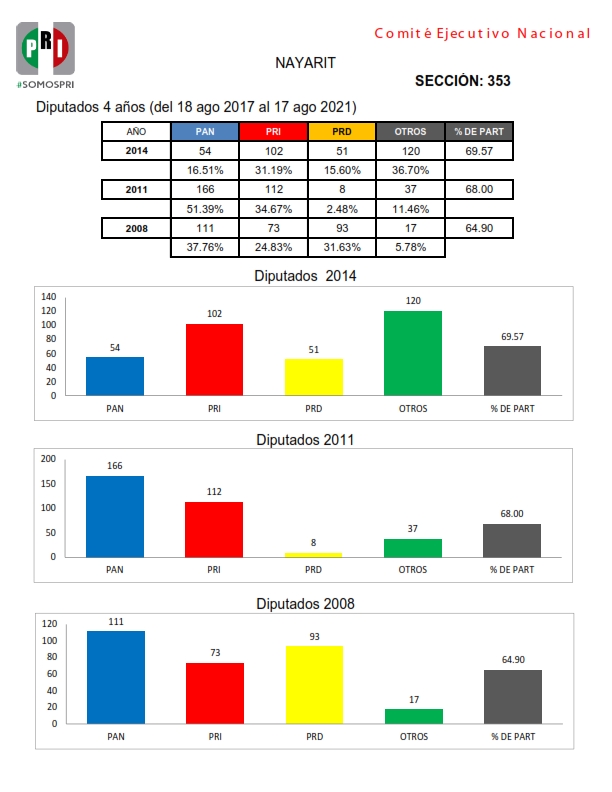 Comité Ejecutivo Nacional
PRI
#SOMOSPRI
NAYARIT
SECCIÓN: 353
Diputados 4 años (del 18 ago 2017 al 17 ago 2021)
AÑO PAN PRI PRD OTROS % DE PART
2014 54 102 51 120 69.57
16.51% 31.19% 15.60% 36.70%
2011 166 112 8 37 68.00
51.39% 34.67% 2.48% 11.46%
2008 111 73 93 17 64.90
37.76% 24.83% 31.63% 5.78%
Diputados 2014
140
120
100
80
60
40
20
0
54 102 51 120 69.57
PAN PRI PRD OTROS % DE PART
Diputados 2011
200
150
100
50
0
166 112 8 37 68.00
PAN PRI PRD OTROS % DE PART
Diputados 2008
120
100
80
60
40
20
0
111 73 93 17 64.90
PAN PRI PRD OTROS % DE PART